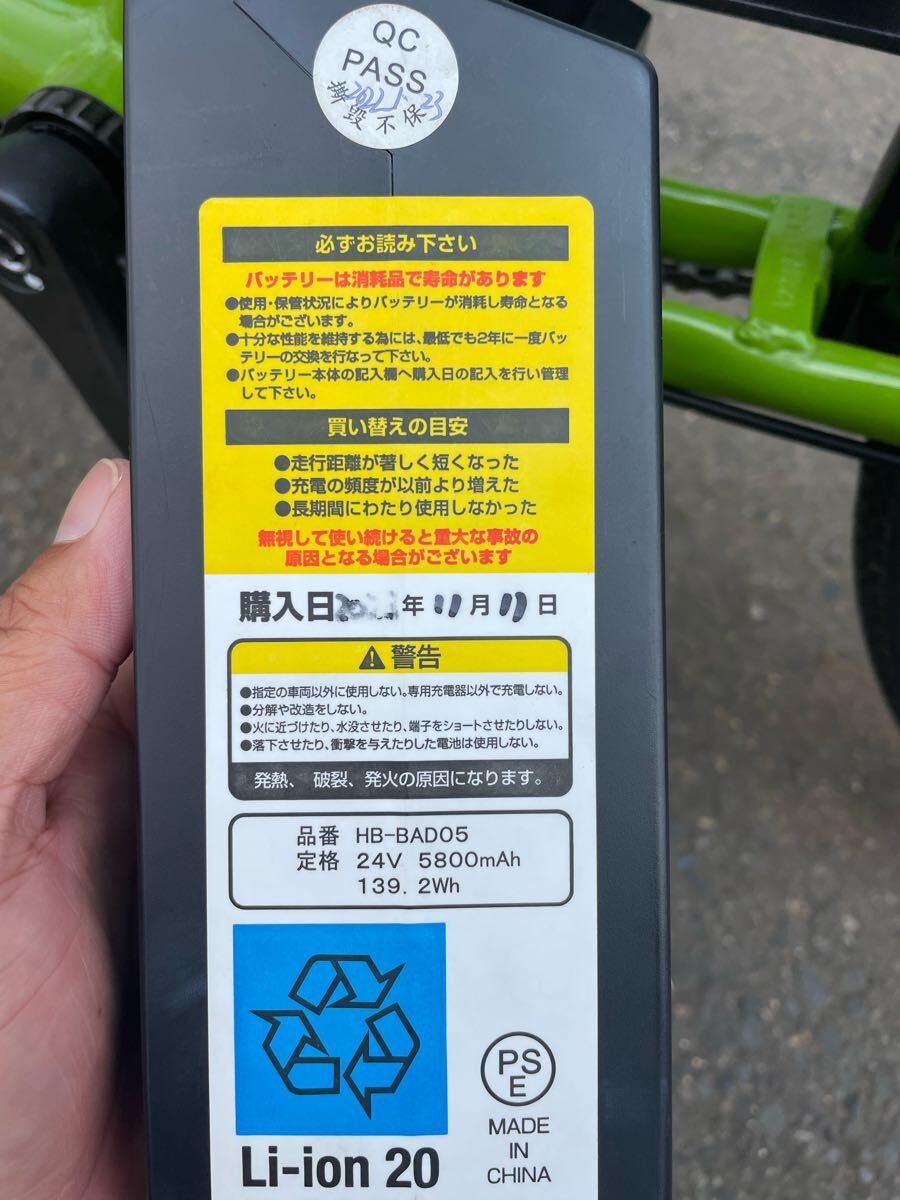 QC
PASS
2022.1.23
撕毁不保
必ずお読み下さい
バッテリーは消耗品で寿命があります
●使用・保管状況によりバッテリーが消耗し寿命となる
場合がございます。
●十分な性能を維持する為には、最低でも2年に一度バッ
テリーの交換を行なって下さい。
●バッテリー本体の記入欄へ購入日の記入を行い管理
して下さい。
買い替えの目安
●走行距離が著しく短くなった
●充電の頻度が以前より増えた
●長期間にわたり使用しなかった
無視して使い続けると重大な事故の
原因となる場合がございます
購入日 年 11 月 日
警告
●指定の車両以外に使用しない。専用充電器以外で充電しない。
●分解や改造をしない。
●火に近づけたり、水没させたり、端子をショートさせたりしない。
●落下させたり、衝撃を与えたりした電池は使用しない。
発熱、破裂、発火の原因になります。
品番 HB-BAD05
定格 24V 5800mAh
139.2Wh
PS
E
MADE
IN
CHINA
Li-ion 20